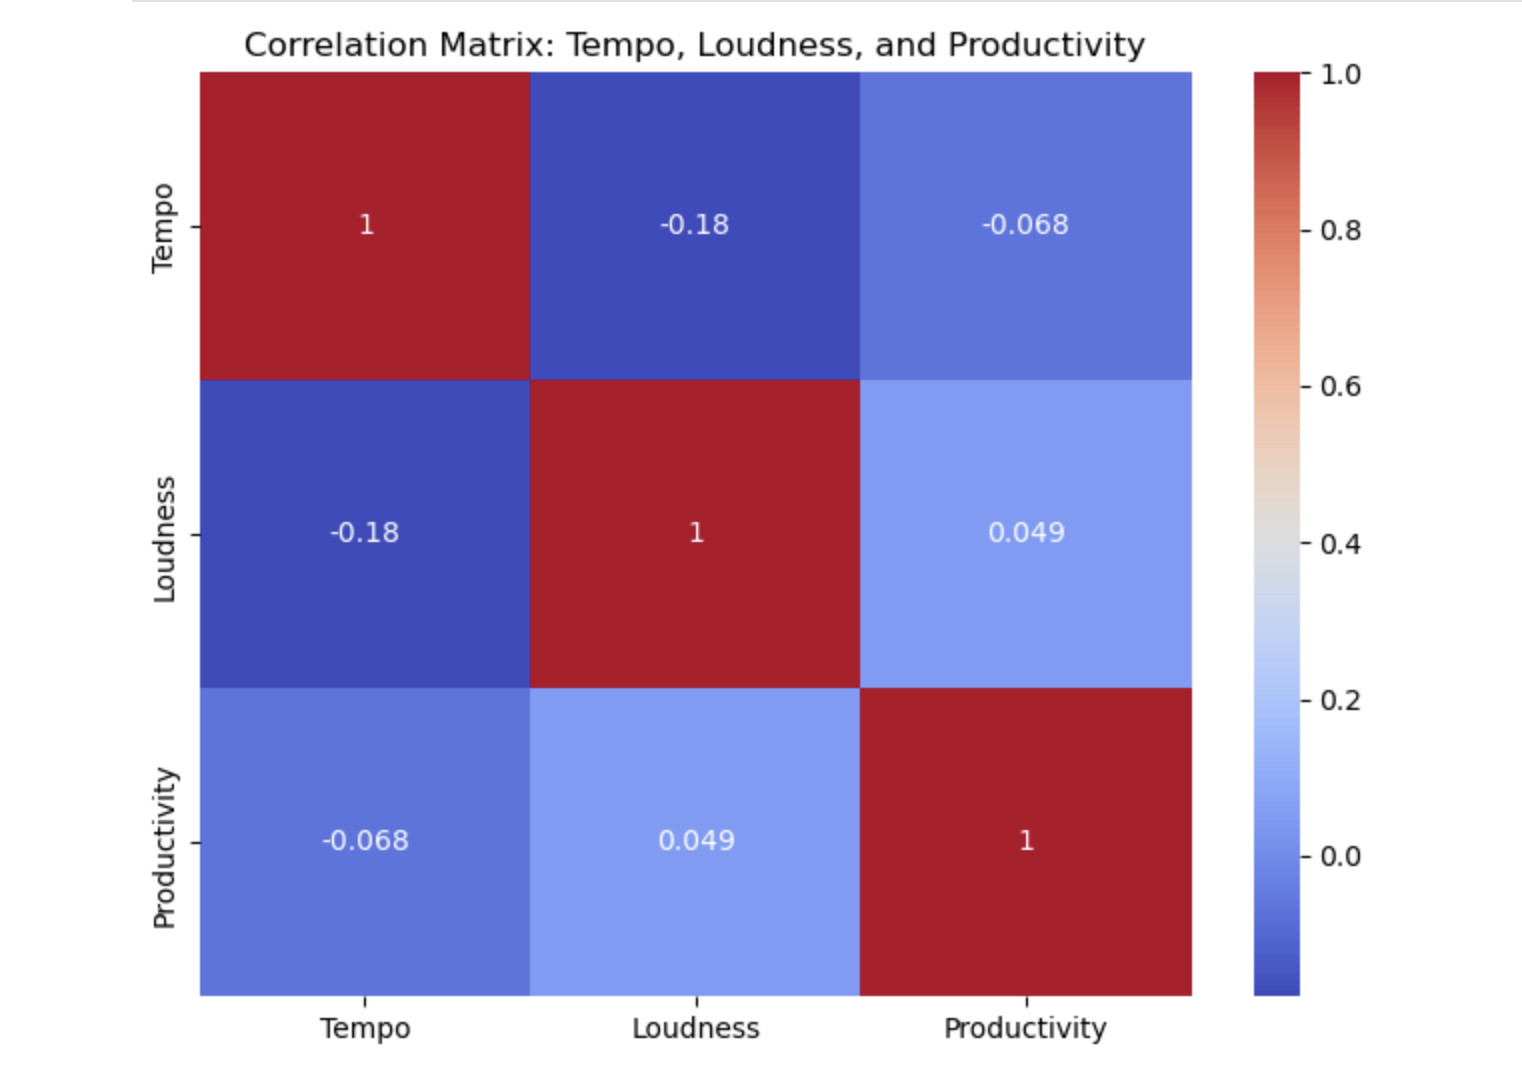 Correlation Matrix: Tempo, Loudness, and Productivity
Tempo
1
-0.18
-0.068
Loudness
-0.18
1
0.049
Productivity
-0.068
0.049
1
Tempo
Loudness
Productivity
1.0
0.8
0.6
0.4
0.2
0.0